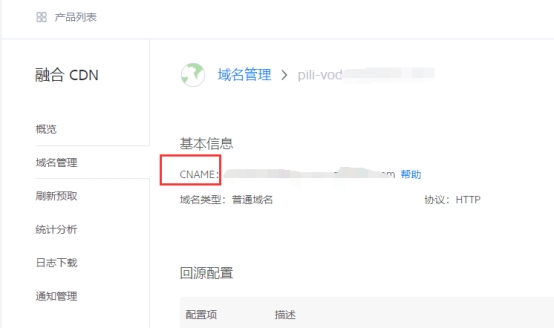 产品列表
融合 CDN
域名管理 > pili-vod
概览
基本信息
域名管理
CNAME: om 帮助
域名类型：普通域名 协议：HTTP
刷新预取
统计分析
日志下载
回源配置
通知管理
配置项 描述